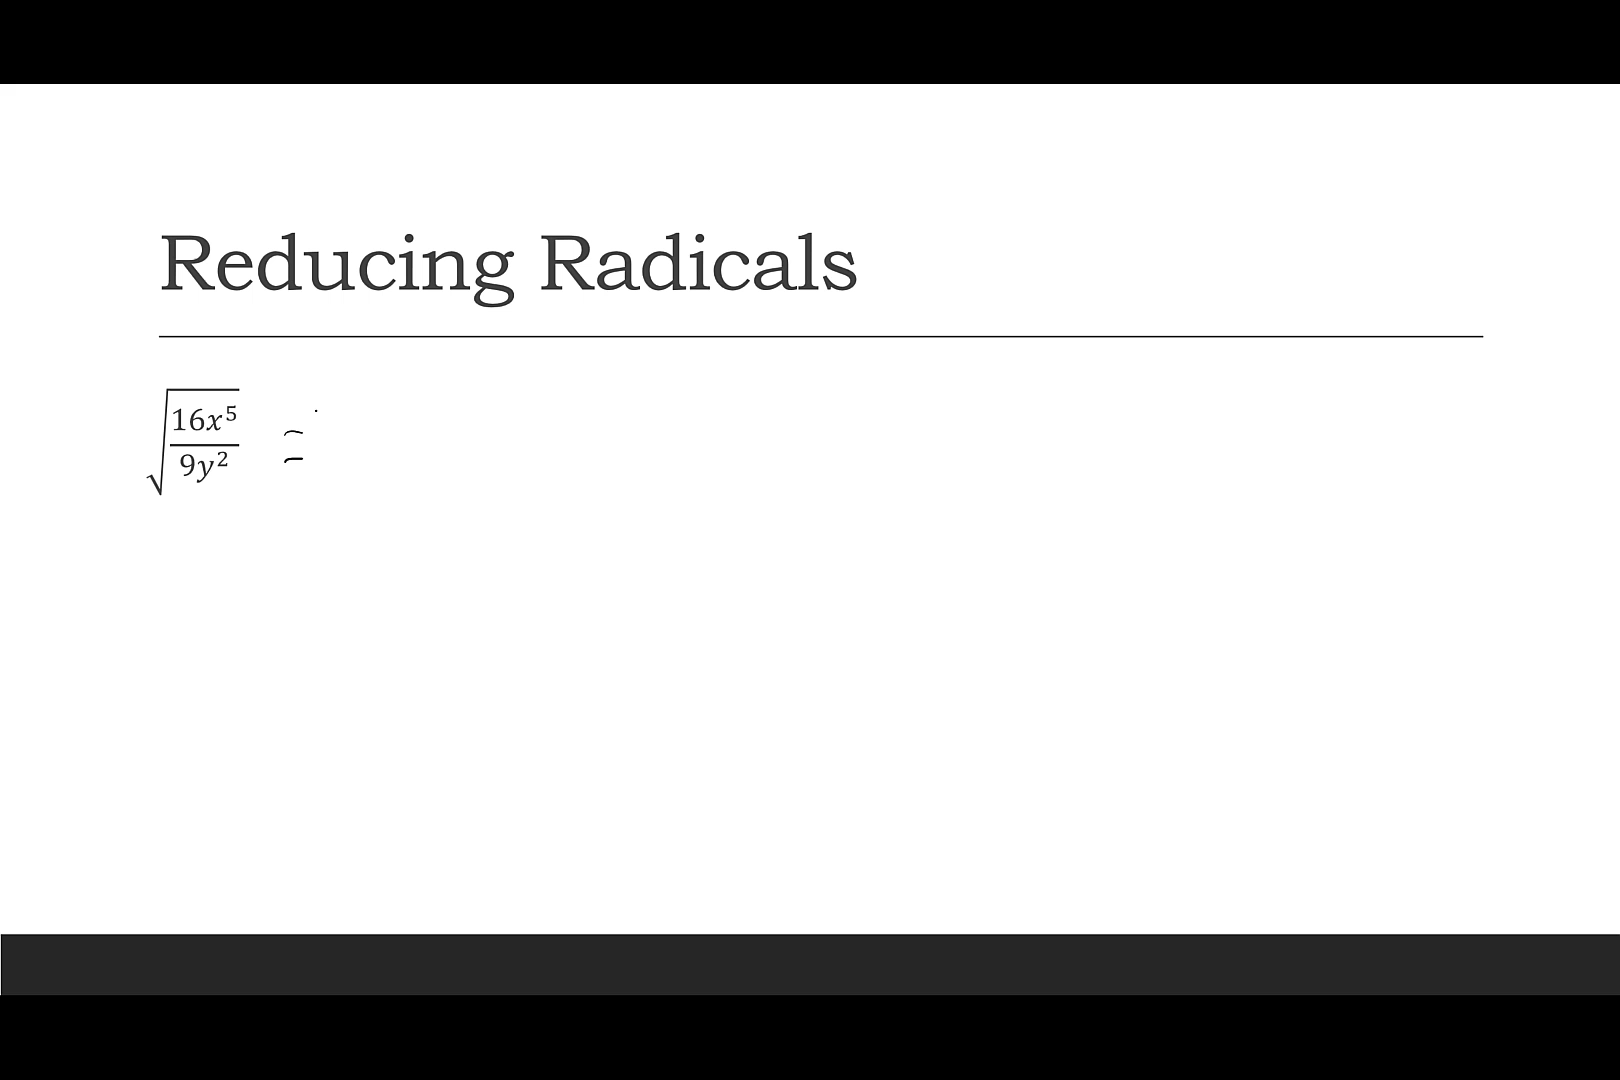 Reducing Radicals
√(16x⁵/9y²) =